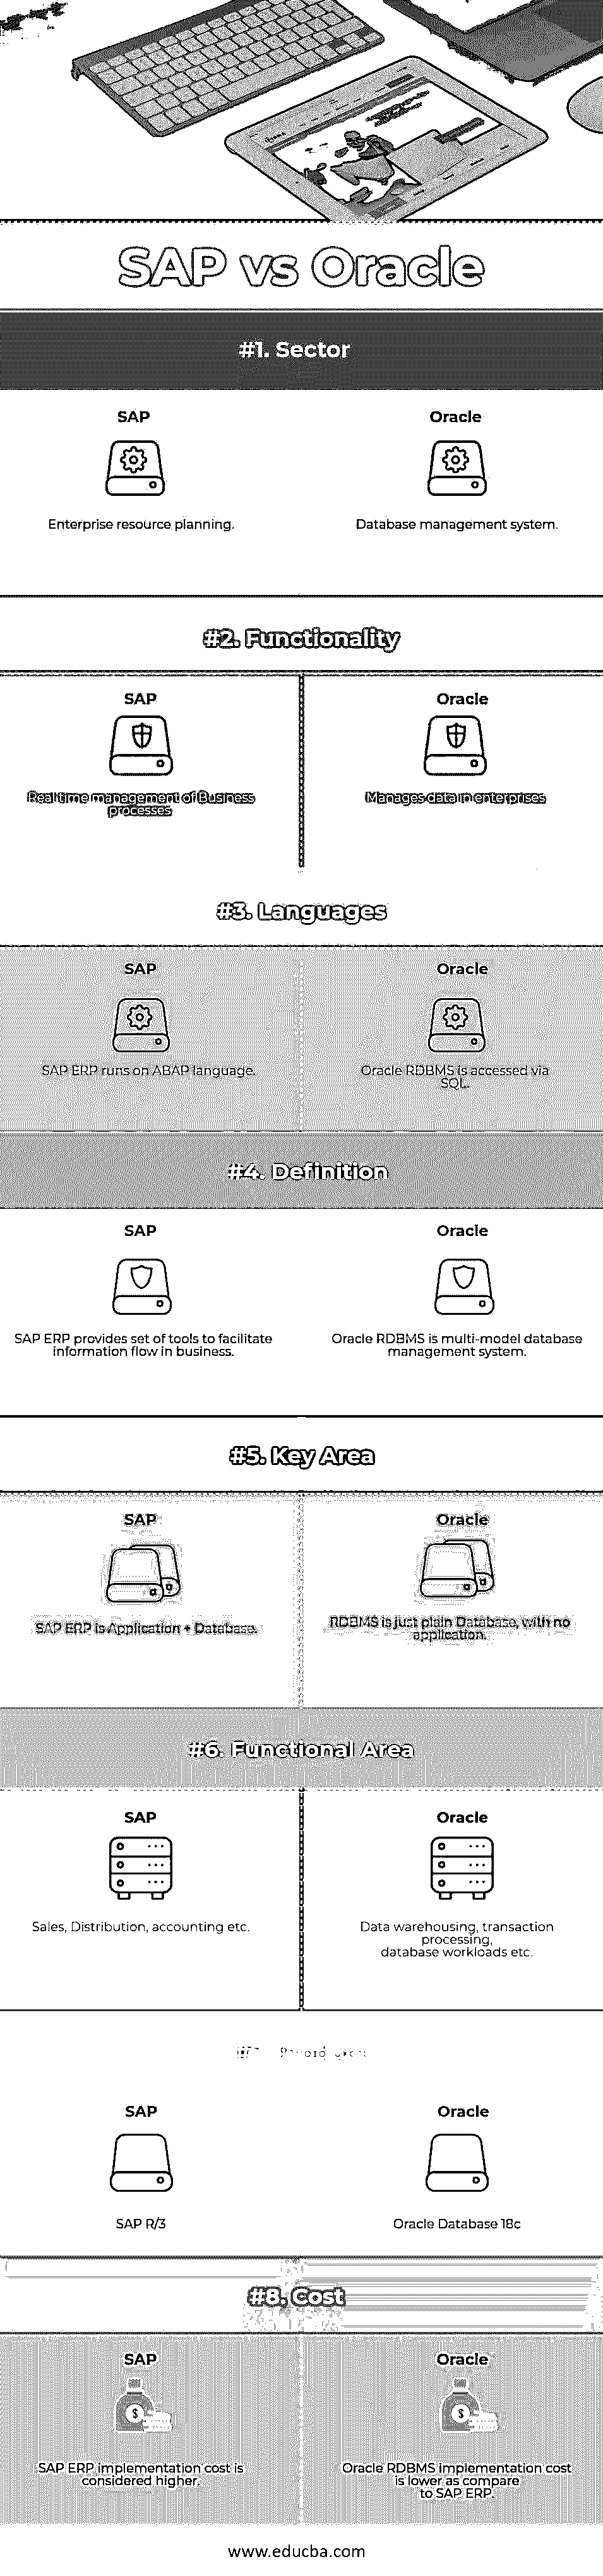 SAP vs Oracle
#1. Sector
SAP
Oracle
Enterprise resource planning.
Database management system.
#2. Functionality
SAP
Oracle
Real time management of Business
processes
Manages data in enterprises
#3. Languages
SAP
Oracle
SAP ERP runs on ABAP language.
Oracle RDBMS is accessed via
SQL.
#4. Definition
SAP
Oracle
SAP ERP provides set of tools to facilitate
information flow in business.
Oracle RDBMS is multi-model database
management system.
#5. Key Area
SAP
Oracle
SAP ERP is Application + Database.
RDBMS is just plain Database, with no
application.
#6. Functional Area
SAP
Oracle
Sales, Distribution, accounting etc.
Data warehousing, transaction
processing,
database workloads etc.
SAP
Oracle
SAP R/3
Oracle Database 18c
#8. Cost
SAP
Oracle
SAP ERP implementation cost is
considered higher.
Oracle RDBMS implementation cost
is lower as compare
to SAP ERP.
www.educba.com